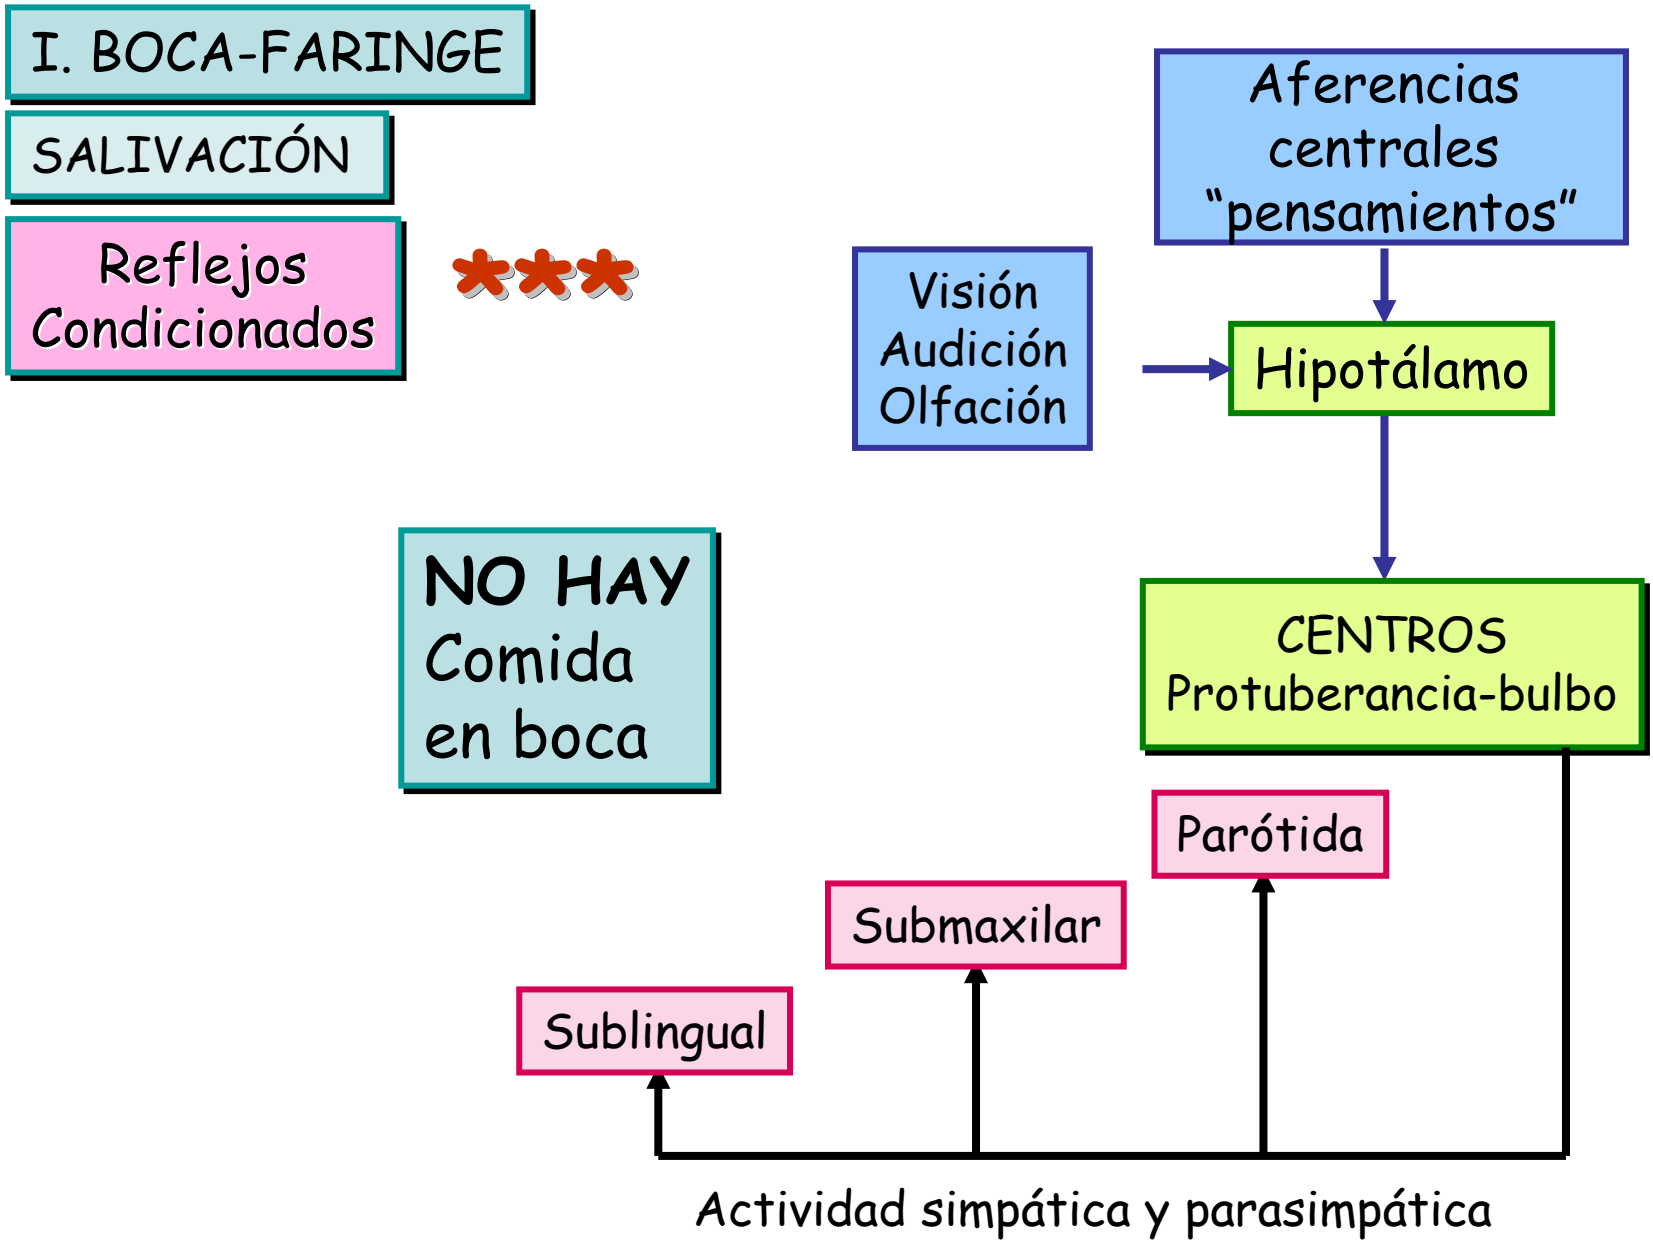 I. BOCA-FARINGE
SALIVACIÓN
Reflejos
Condicionados
***
Aferencias
centrales
“pensamientos”
Visión
Audición
Olfación
Hipotálamo
NO HAY
Comida
en boca
CENTROS
Protuberancia-bulbo
Parótida
Submaxilar
Sublingual
Actividad simpática y parasimpática